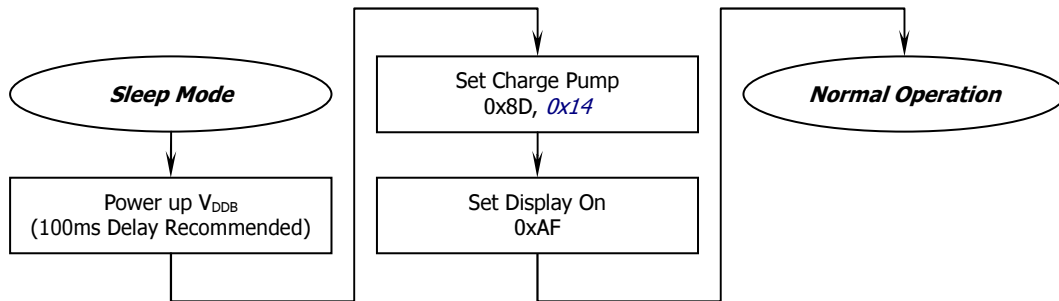 Sleep Mode
Power up VDDB
(100ms Delay Recommended)
Set Charge Pump
0x8D, 0x14
Set Display On
0xAF
Normal Operation